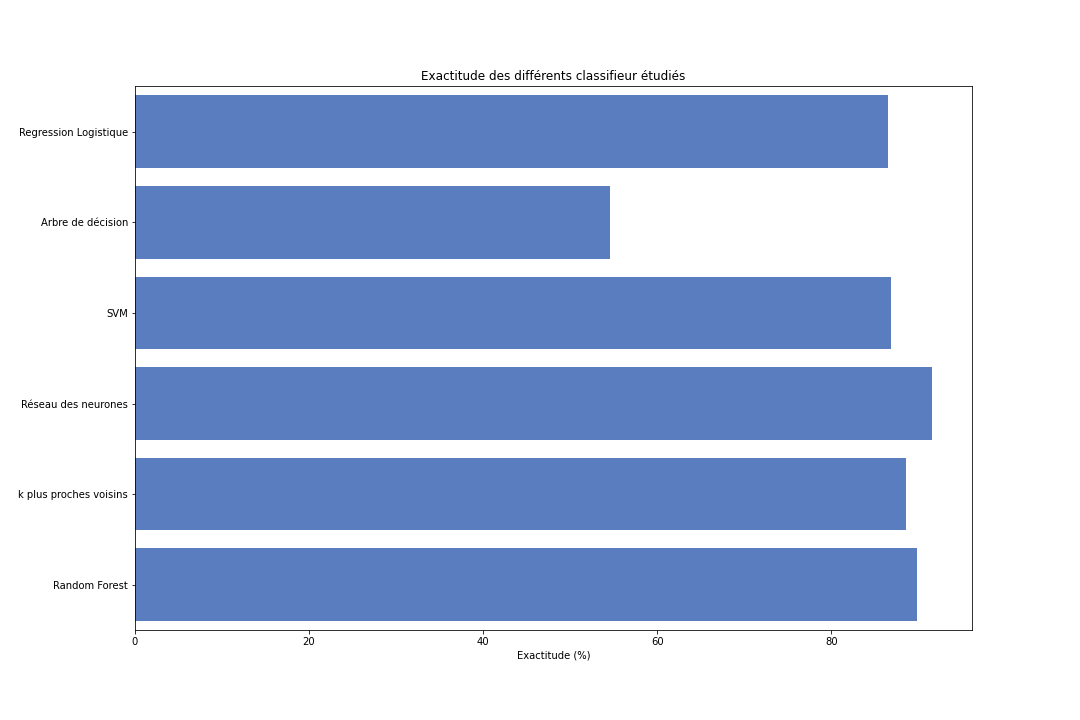 Exactitude des différents classifieur étudiés
Regression Logistique
Arbre de décision
SVM
Réseau des neurones
k plus proches voisins
Random Forest
0 20 40 60 80
Exactitude (%)